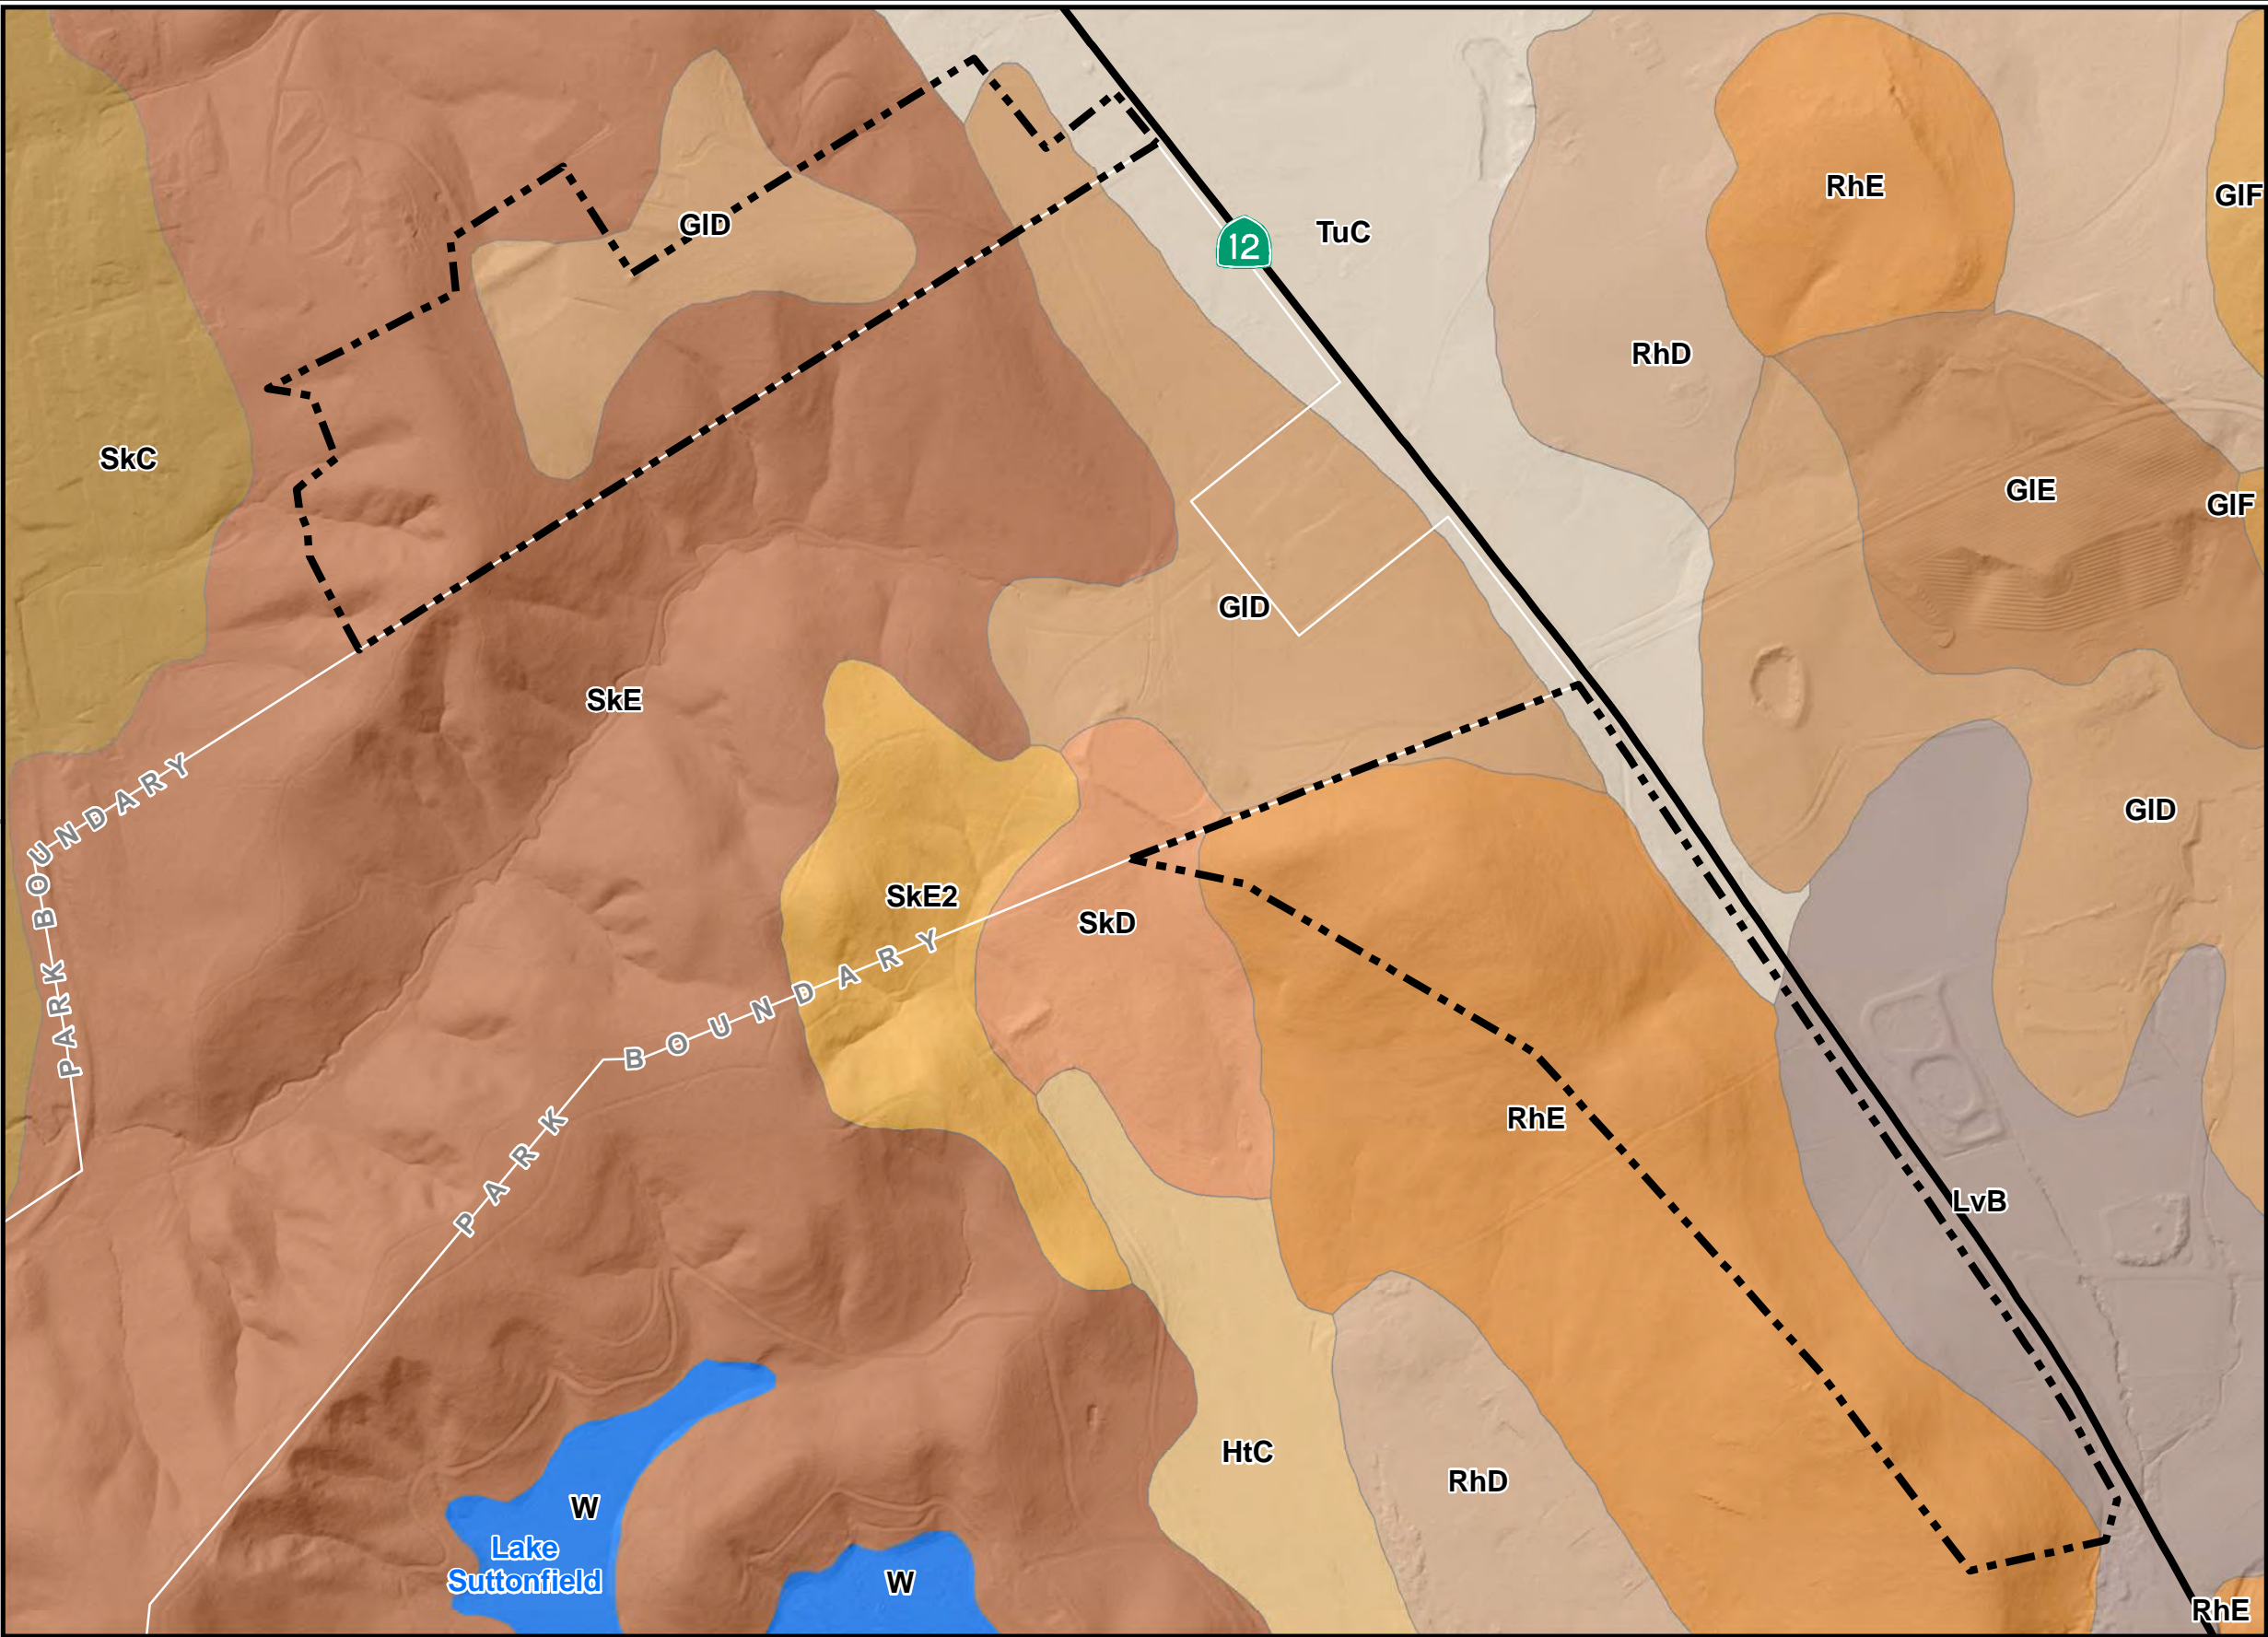 RhE
GlF
GlD
TuC
12
RhD
SkC
GlE
GlF
GlD
SkE
PARK BOUNDARY
GlD
SkE2
SkD
PARK BOUNDARY
RhE
LvB
HtC
RhD
W
Lake
Suttonfield
W
RhE